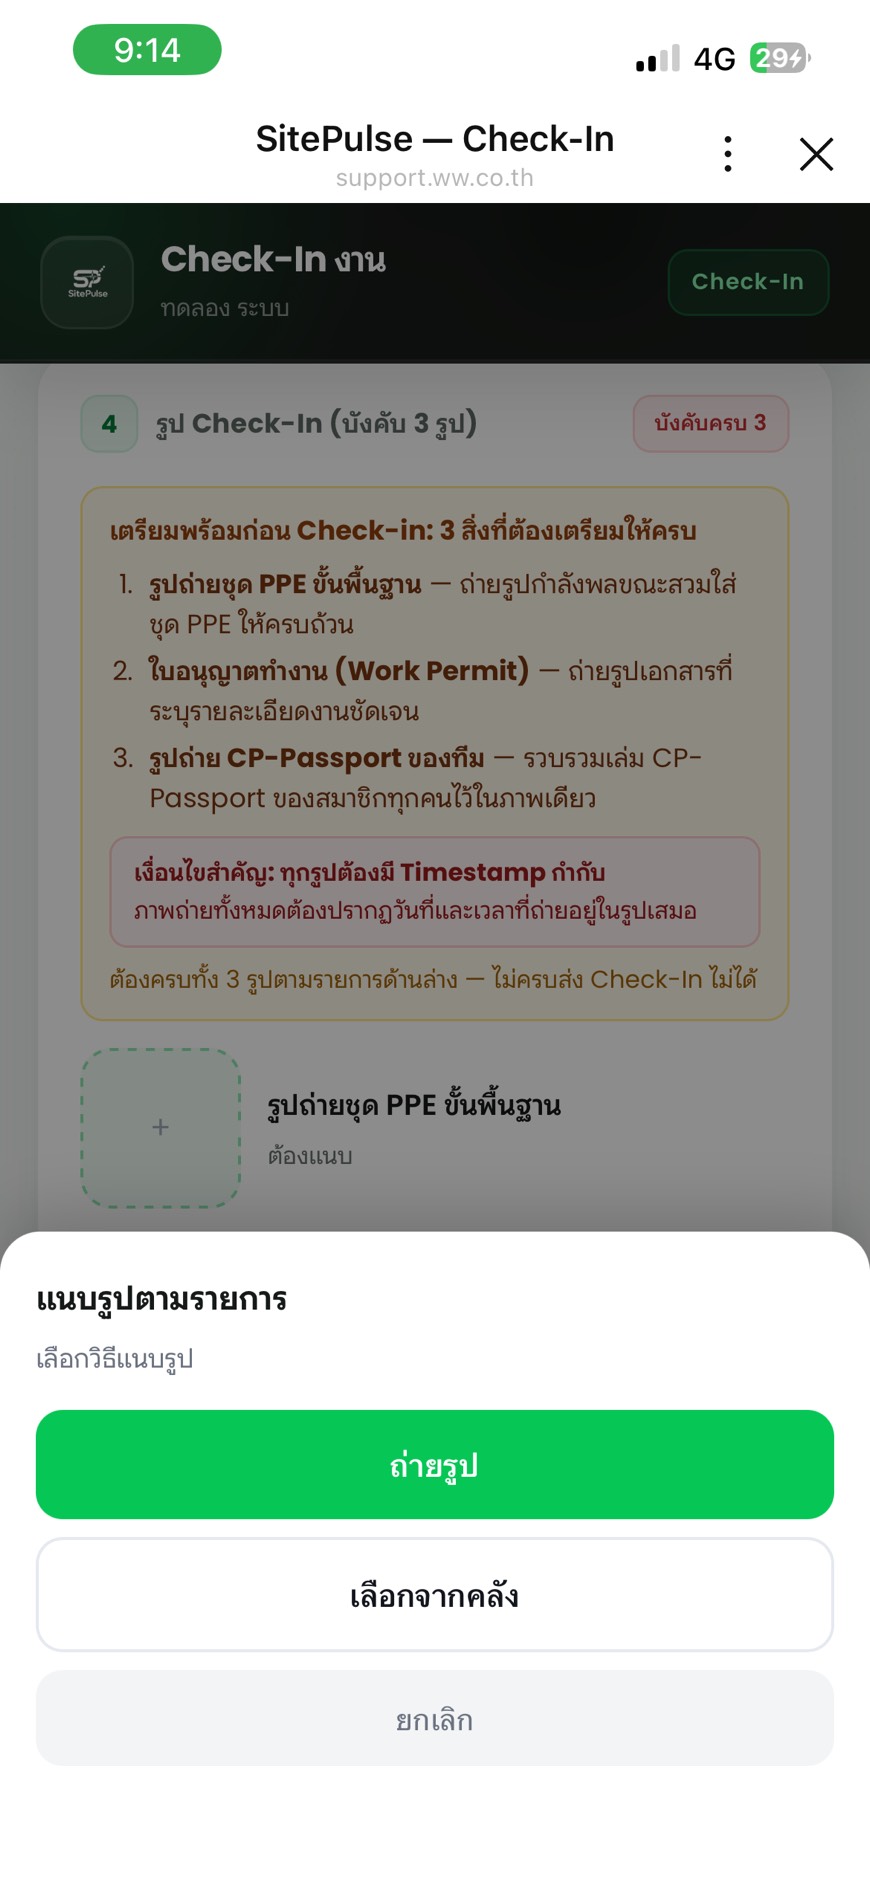 9:14
4G
29
SitePulse — Check-In
support.ww.co.th
SP
SitePulse
Check-In งาน
ทดลอง ระบบ
Check-In
4
รูป Check-In (บังคับ 3 รูป)
บังคับครบ 3
เตรียมพร้อมก่อน Check-in: 3 สิ่งที่ต้องเตรียมให้ครบ
1. รูปถ่ายชุด PPE ขั้นพื้นฐาน — ถ่ายรูปกำลังพลขณะสวมใส่
ชุด PPE ให้ครบถ้วน
2. ใบอนุญาตทำงาน (Work Permit) — ถ่ายรูปเอกสารที่
ระบุรายละเอียดงานชัดเจน
3. รูปถ่าย CP-Passport ของทีม — รวบรวมเล่ม CP-
Passport ของสมาชิกทุกคนไว้ในภาพเดียว
เงื่อนไขสำคัญ: ทุกรูปต้องมี Timestamp กำกับ
ภาพถ่ายทั้งหมดต้องปรากฏวันที่และเวลาที่ถ่ายอยู่ในรูปเสมอ
ต้องครบทั้ง 3 รูปตามรายการด้านล่าง — ไม่ครบส่ง Check-In ไม่ได้
+
รูปถ่ายชุด PPE ขั้นพื้นฐาน
ต้องแนบ
แนบรูปตามรายการ
เลือกวิธีแนบรูป
ถ่ายรูป
เลือกจากคลัง
ยกเลิก